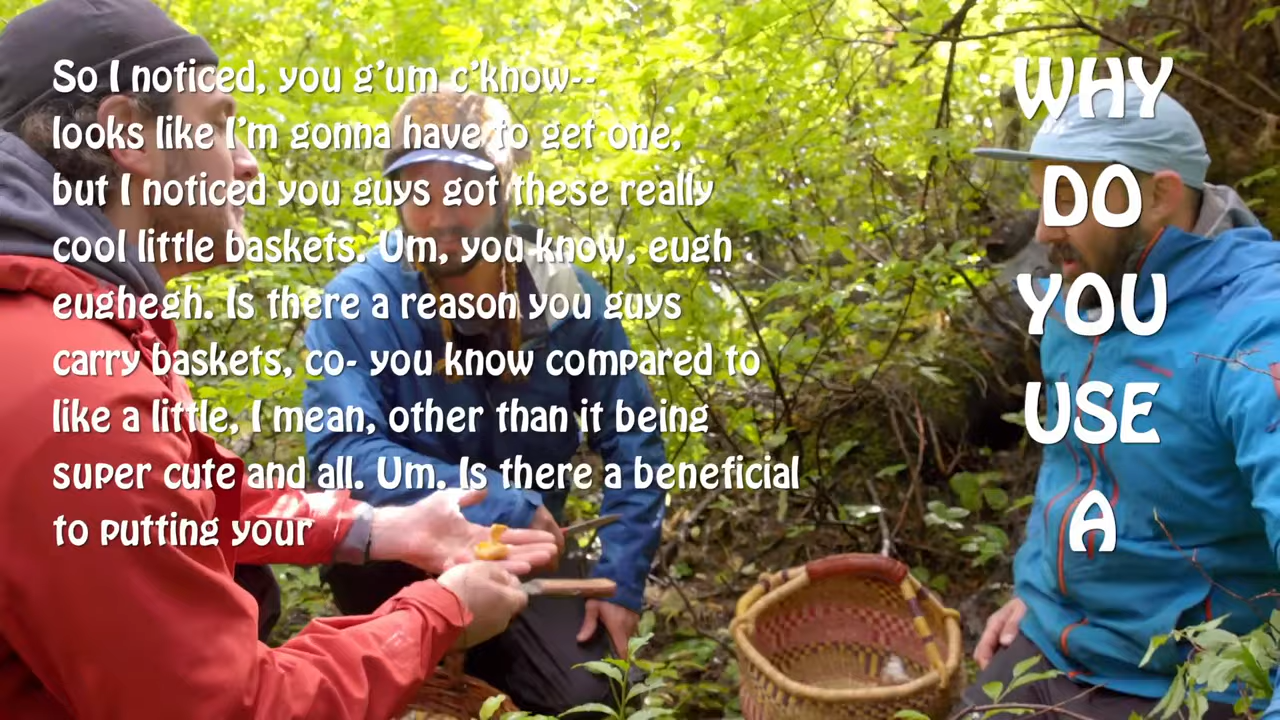 So I noticed, you g'um c'know--
looks like I'm gonna have to get one,
but I noticed you guys got these really
cool little baskets. Um, you know, eugh
eughegh. Is there a reason you guys
carry baskets, co- you know compared to
like a little, I mean, other than it being
super cute and all. Um. Is there a beneficial
to putting your
WHY
DO
YOU
USE
A